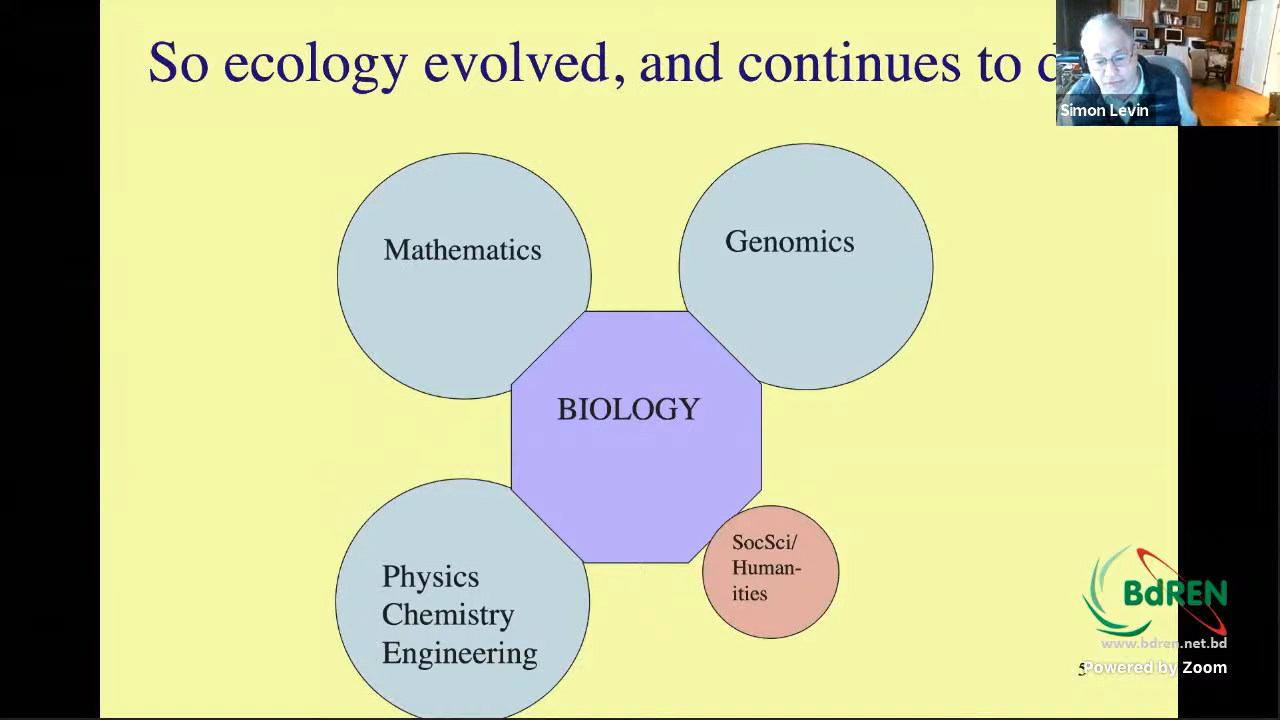 So ecology evolved, and continues to
Simon Levin
Mathematics
Genomics
BIOLOGY
SocSci/
Human-
ities
Physics
Chemistry
Engineering
BdREN
www.bdren.net.bd
5
Powered by Zoom